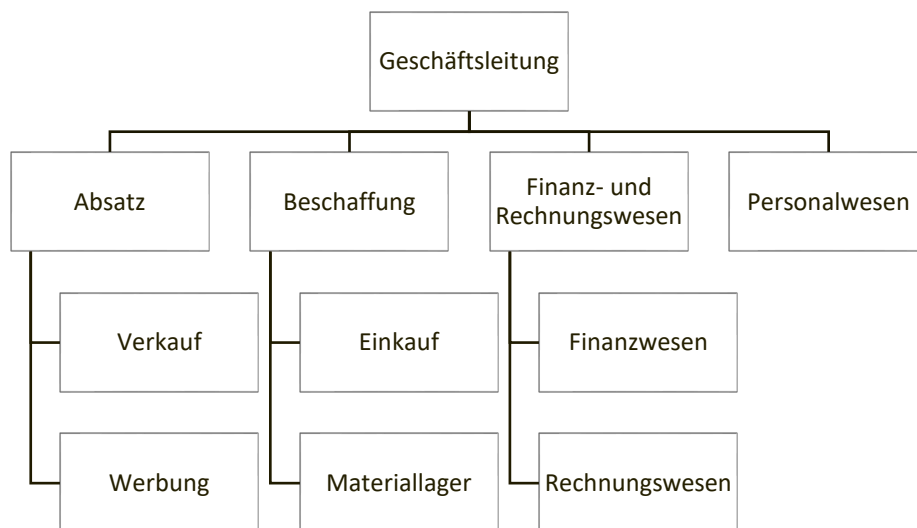 Geschäftsleitung
Absatz
Beschaffung
Finanz- und
Rechnungswesen
Personalwesen
Verkauf
Einkauf
Finanzwesen
Werbung
Materiallager
Rechnungswesen